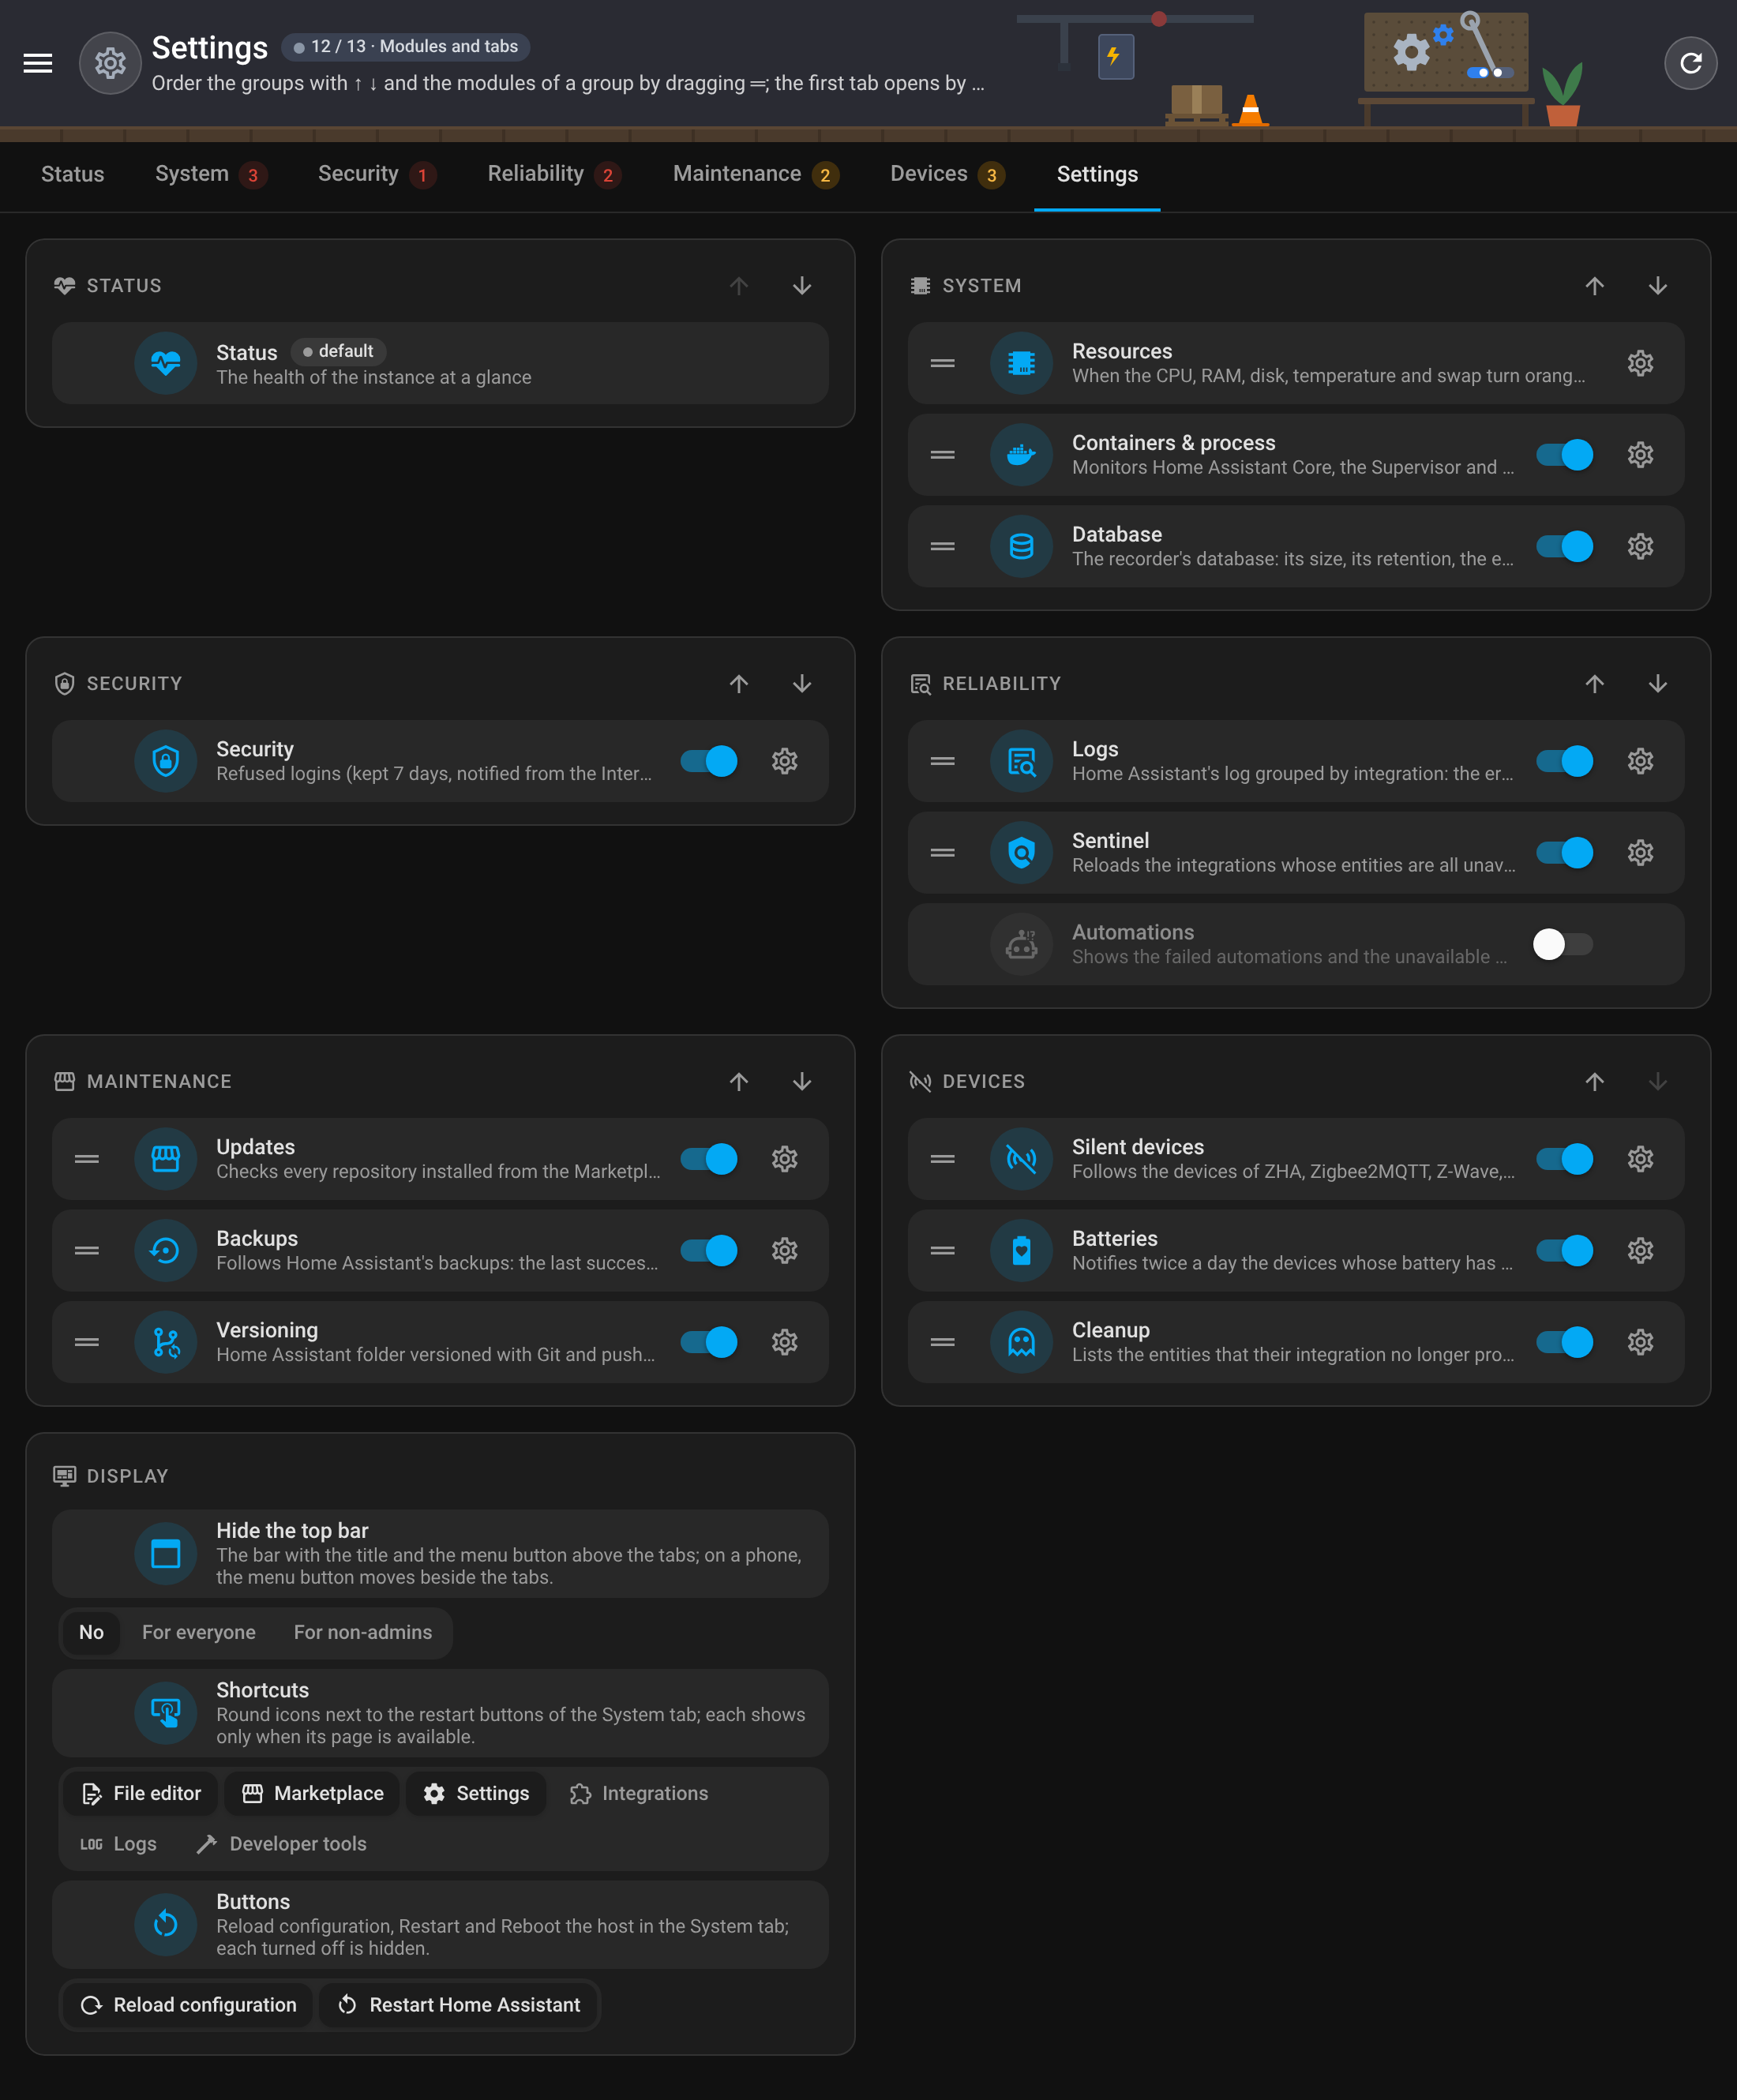 Settings
12 / 13 · Modules and tabs
Order the groups with ↑ ↓ and the modules of a group by dragging ═; the first tab opens by …
Status
System 3
Security 1
Reliability 2
Maintenance 2
Devices 3
Settings
STATUS
Status
default
The health of the instance at a glance
SYSTEM
Resources
When the CPU, RAM, disk, temperature and swap turn orang…
Containers & process
Monitors Home Assistant Core, the Supervisor and …
Database
The recorder's database: its size, its retention, the e…
SECURITY
Security
Refused logins (kept 7 days, notified from the Inter…
RELIABILITY
Logs
Home Assistant's log grouped by integration: the er…
Sentinel
Reloads the integrations whose entities are all unav…
Automations
Shows the failed automations and the unavailable …
MAINTENANCE
Updates
Checks every repository installed from the Marketpl…
Backups
Follows Home Assistant's backups: the last succes…
Versioning
Home Assistant folder versioned with Git and push…
DEVICES
Silent devices
Follows the devices of ZHA, Zigbee2MQTT, Z-Wave,…
Batteries
Notifies twice a day the devices whose battery has …
Cleanup
Lists the entities that their integration no longer pro…
DISPLAY
Hide the top bar
The bar with the title and the menu button above the tabs; on a phone,
the menu button moves beside the tabs.
No
For everyone
For non-admins
Shortcuts
Round icons next to the restart buttons of the System tab; each shows
only when its page is available.
File editor
Marketplace
Settings
Integrations
LOG Logs
Developer tools
Buttons
Reload configuration, Restart and Reboot the host in the System tab;
each turned off is hidden.
Reload configuration
Restart Home Assistant